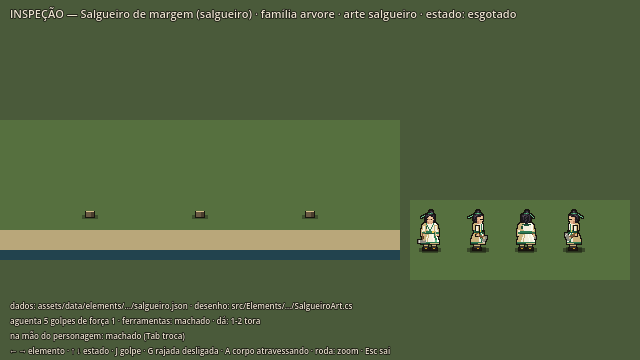 INSPEÇÃO — Salgueiro de margem (salgueiro) · familia arvore · arte salgueiro · estado: esgotado
dados: assets/data/elements/.../salgueiro.json · desenho: src/Elements/.../SalgueiroArt.cs
aguenta 5 golpes de força 1 · ferramentas: machado · dá: 1-2 tora
na mão do personagem: machado (Tab troca)
← → elemento · ↑ ↓ estado · J golpe · G rajada desligada · A corpo atravessando · roda: zoom · Esc sai